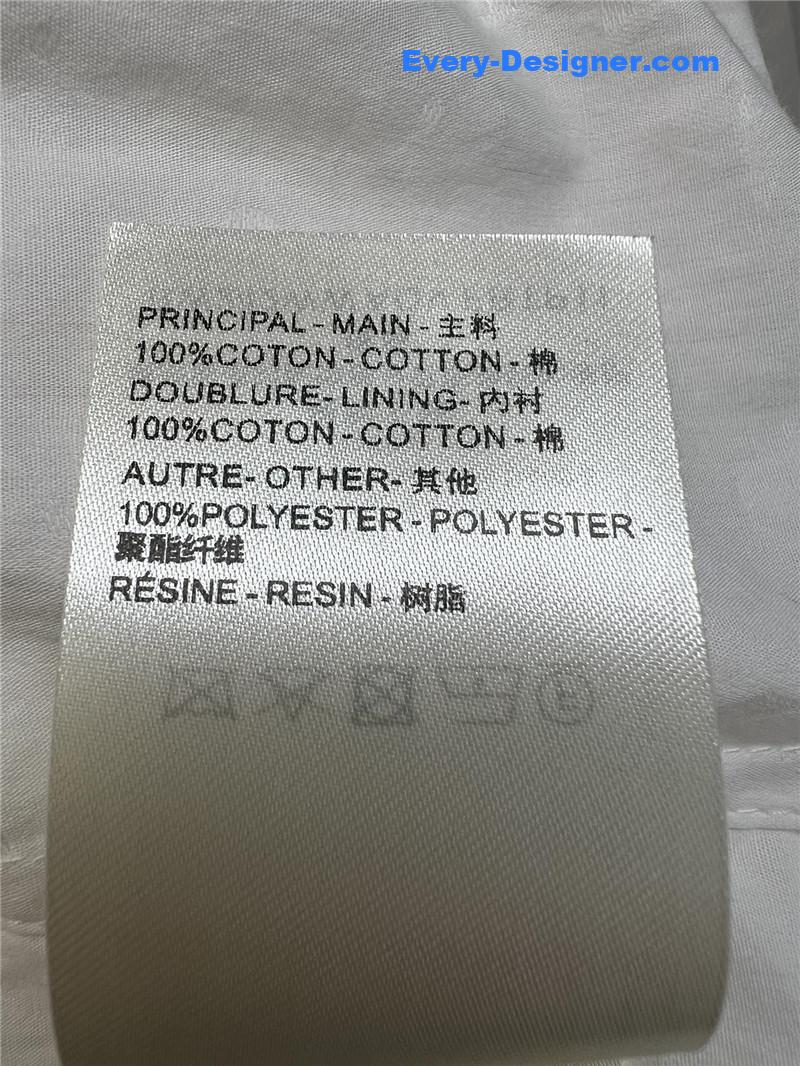 Every-Designer.com
PRINCIPAL - MAIN - 主料
100%COTON - COTTON - 棉
DOUBLURE- LINING- 内衬
100%COTON - COTTON - 棉
AUTRE- OTHER- 其他
100%POLYESTER - POLYESTER -
聚酯纤维
RÉSINE - RESIN - 树脂